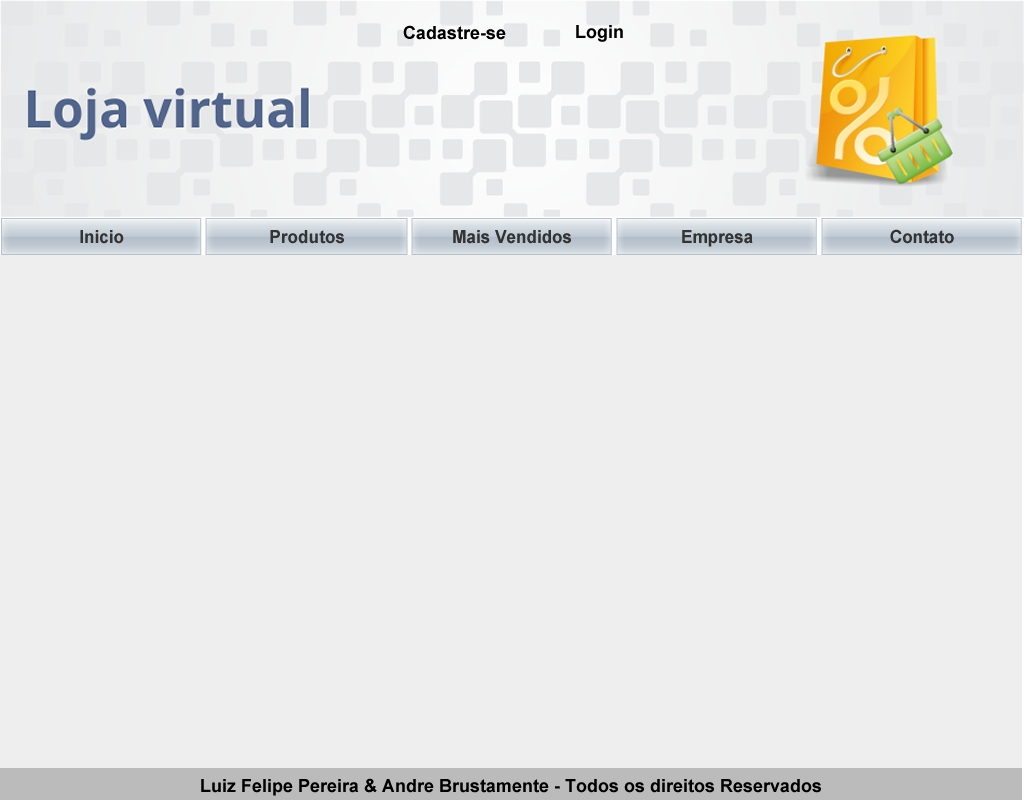 Cadastre-se Login
Loja virtual
Inicio Produtos Mais Vendidos Empresa Contato
Luiz Felipe Pereira & Andre Brustamente - Todos os direitos Reservados